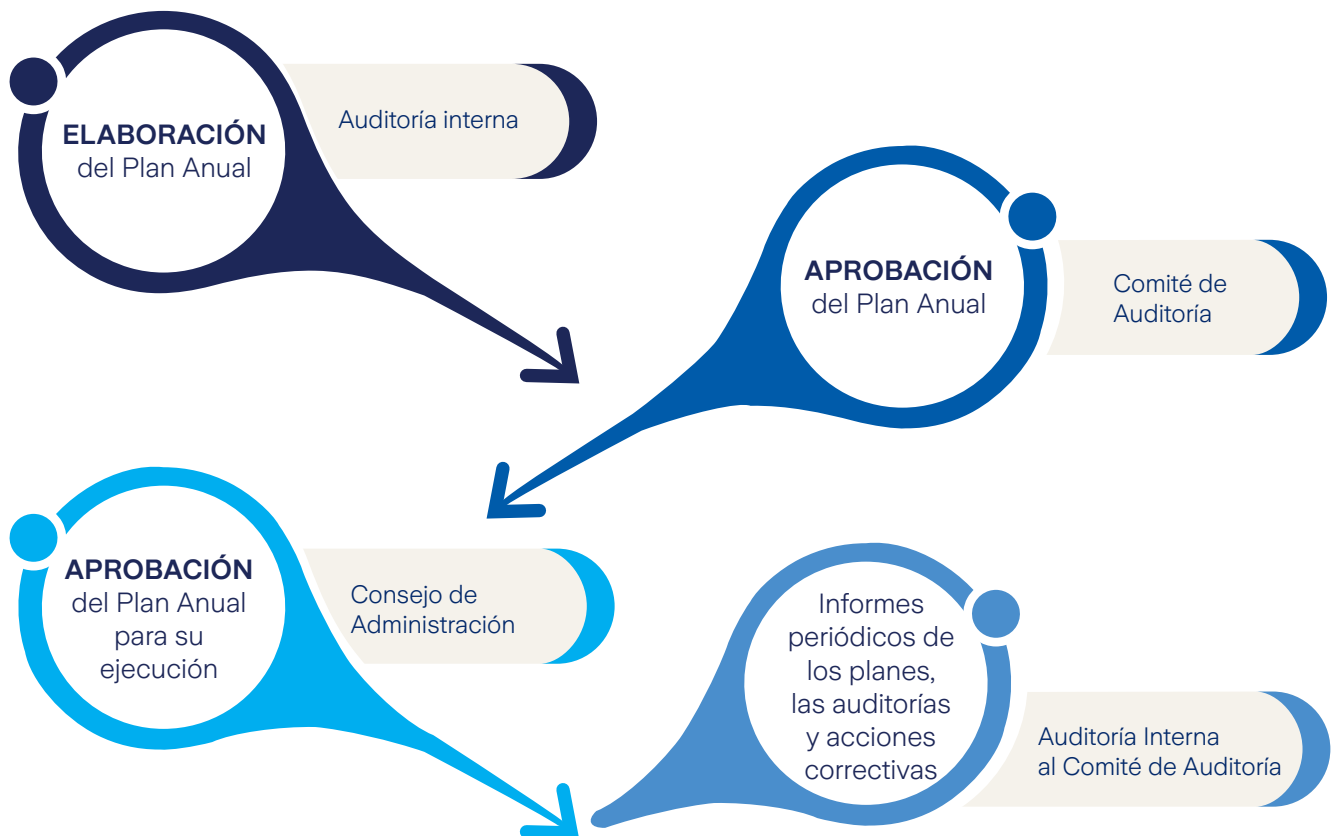 ELABORACIÓN
del Plan Anual
Auditoría interna
APROBACIÓN
del Plan Anual
Comité de
Auditoría
APROBACIÓN
del Plan Anual
para su
ejecución
Consejo de
Administración
Informes
periódicos de
los planes,
las auditorías
y acciones
correctivas
Auditoría Interna
al Comité de Auditoría